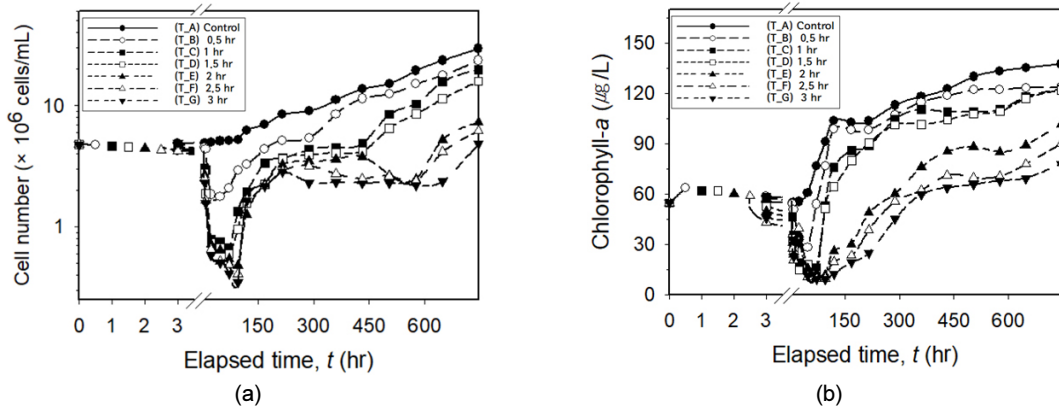 Cell number (× 10⁶ cells/mL)
10
1
(T_A) Control
(T_B) 0,5 hr
(T_C) 1 hr
(T_D) 1,5 hr
(T_E) 2 hr
(T_F) 2,5 hr
(T_G) 3 hr
0 1 2 3 150 300 450 600
Elapsed time, t (hr)
(a)
Chlorophyll-a (µg/L)
150
120
90
60
30
0
(T_A) Control
(T_B) 0,5 hr
(T_C) 1 hr
(T_D) 1,5 hr
(T_E) 2 hr
(T_F) 2,5 hr
(T_G) 3 hr
0 1 2 3 150 300 450 600
Elapsed time, t (hr)
(b)